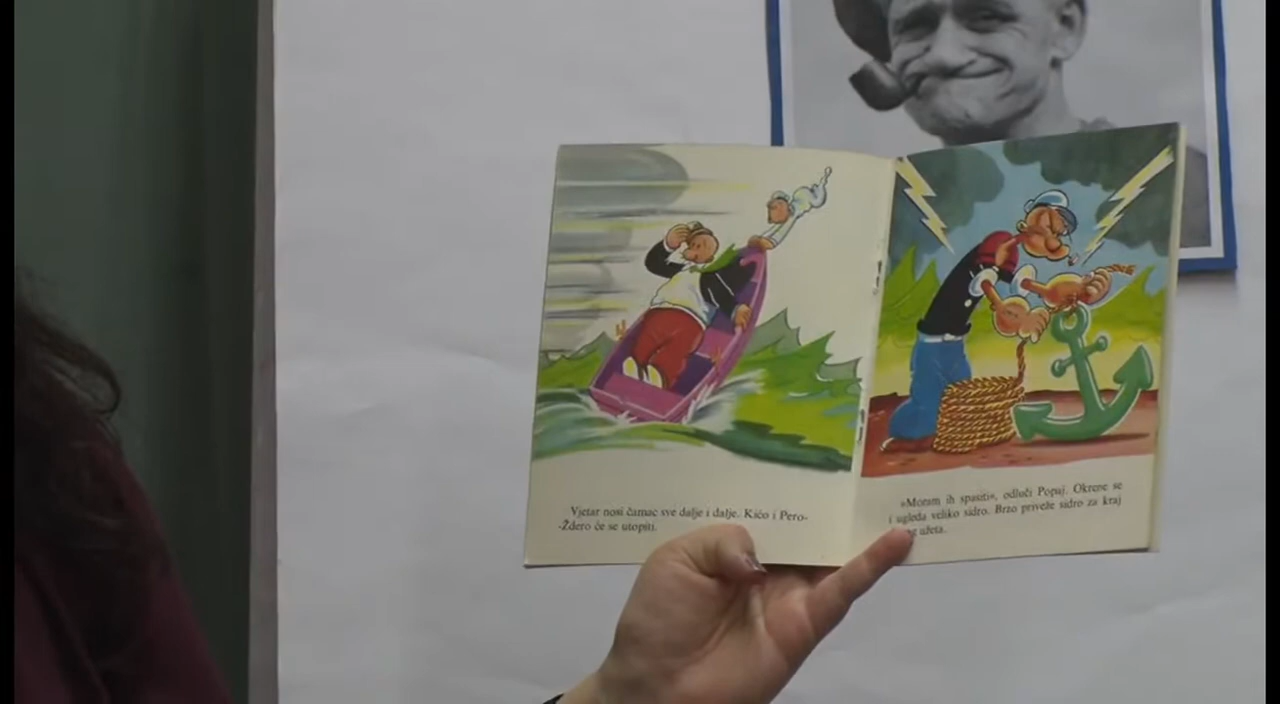 Vjetar nosi čamac sve dalje i dalje. Kićo i Pero-
-Ždero će se utopiti.
»Moram ih spasiti«, odluči Popaj. Okrene se
i ugleda veliko sidro. Brzo priveže sidro za kraj
užeta.